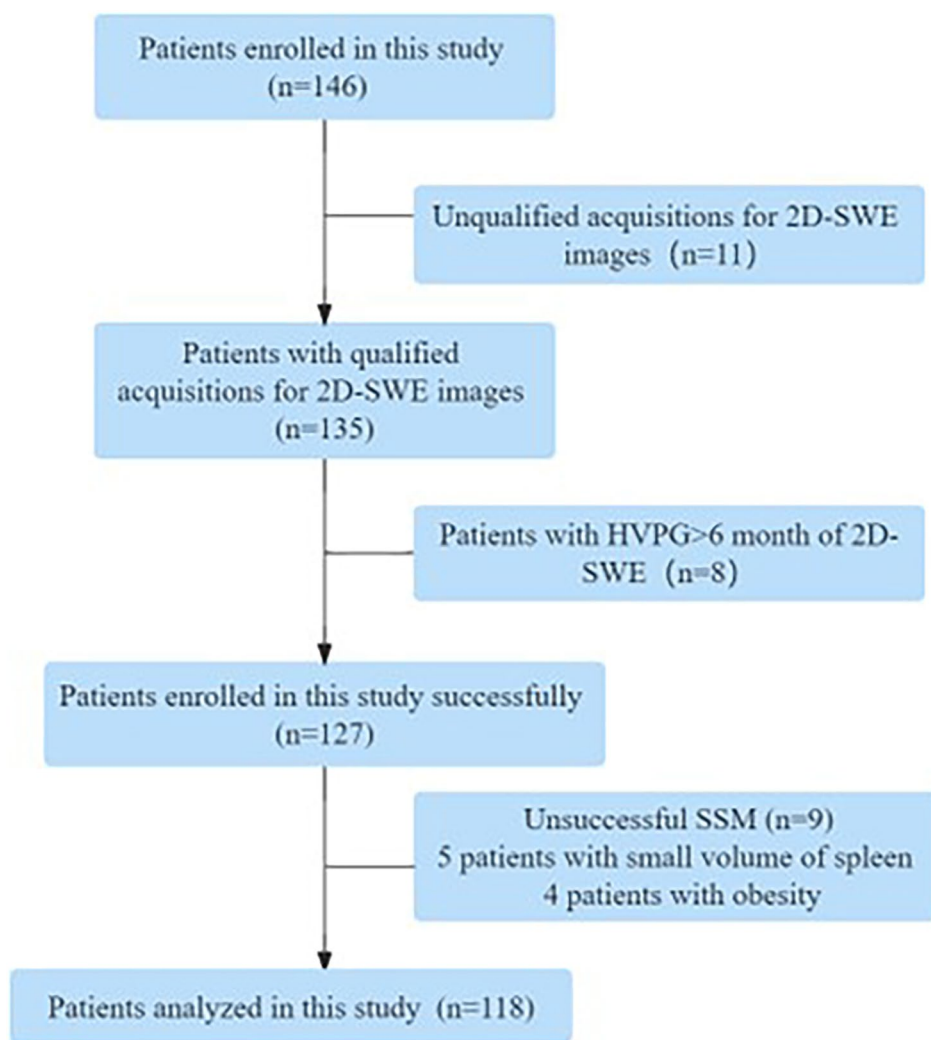 Patients enrolled in this study
(n=146)
Unqualified acquisitions for 2D-SWE
images (n=11)
Patients with qualified
acquisitions for 2D-SWE images
(n=135)
Patients with HVPG>6 month of 2D-
SWE (n=8)
Patients enrolled in this study successfully
(n=127)
Unsuccessful SSM (n=9)
5 patients with small volume of spleen
4 patients with obesity
Patients analyzed in this study (n=118)